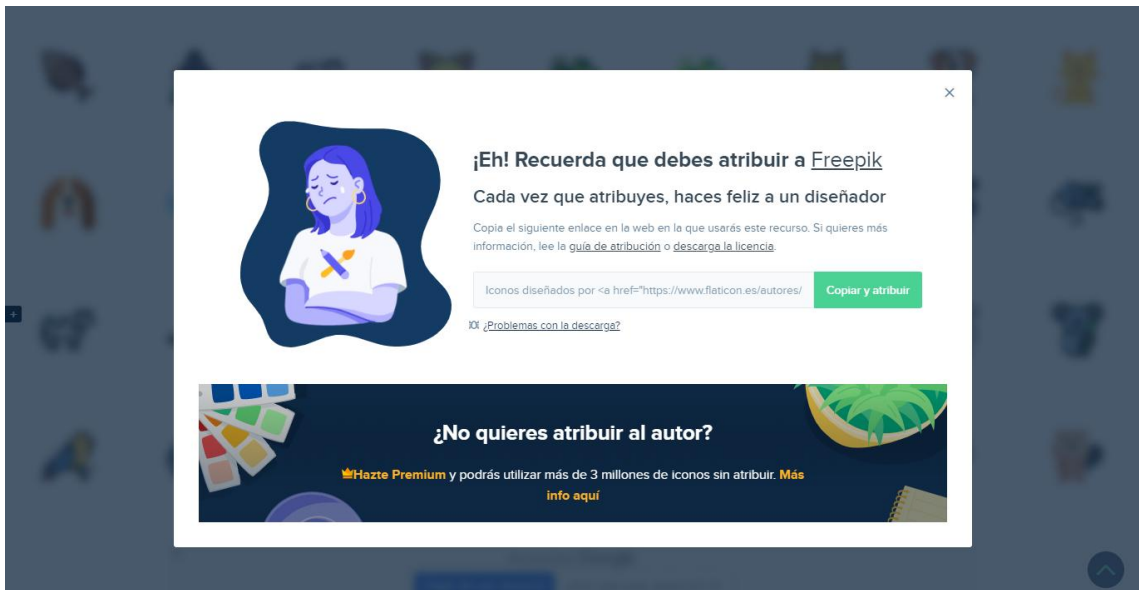 ¡Eh! Recuerda que debes atribuir a Freepik
Cada vez que atribuyes, haces feliz a un diseñador
Copia el siguiente enlace en la web en la que usarás este recurso. Si quieres más
información, lee la guía de atribución o descarga la licencia.
Iconos diseñados por <a href="https://www.flaticon.es/autores/ Copiar y atribuir
¿Problemas con la descarga?
¿No quieres atribuir al autor?
Hazte Premium y podrás utilizar más de 3 millones de iconos sin atribuir. Más
info aquí